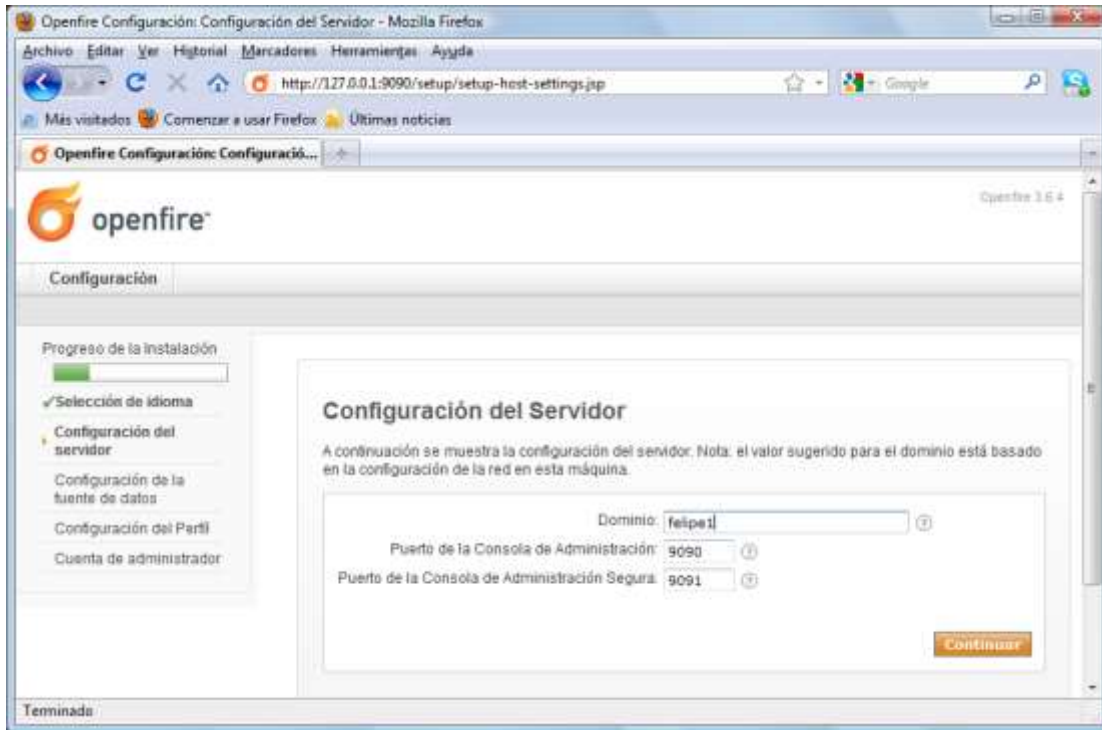 Openfire Configuración: Configuración del Servidor - Mozilla Firefox
Archivo Editar Ver Historial Marcadores Herramientas Ayuda
http://127.0.0.1:9090/setup/setup-host-settings.jsp
Google
Más visitados Comenzar a usar Firefox Últimas noticias
Openfire Configuración: Configuració...
openfire™
Openfire 3.6.4
Configuración
Progreso de la Instalación
Selección de idioma
Configuración del
servidor
Configuración de la
fuente de datos
Configuración del Perfil
Cuenta de administrador
Configuración del Servidor
A continuación se muestra la configuración del servidor. Nota: el valor sugerido para el dominio está basado
en la configuración de la red en esta máquina.
Dominio: felipe1
Puerto de la Consola de Administración: 9090
Puerto de la Consola de Administración Segura: 9091
Continuar
Terminado